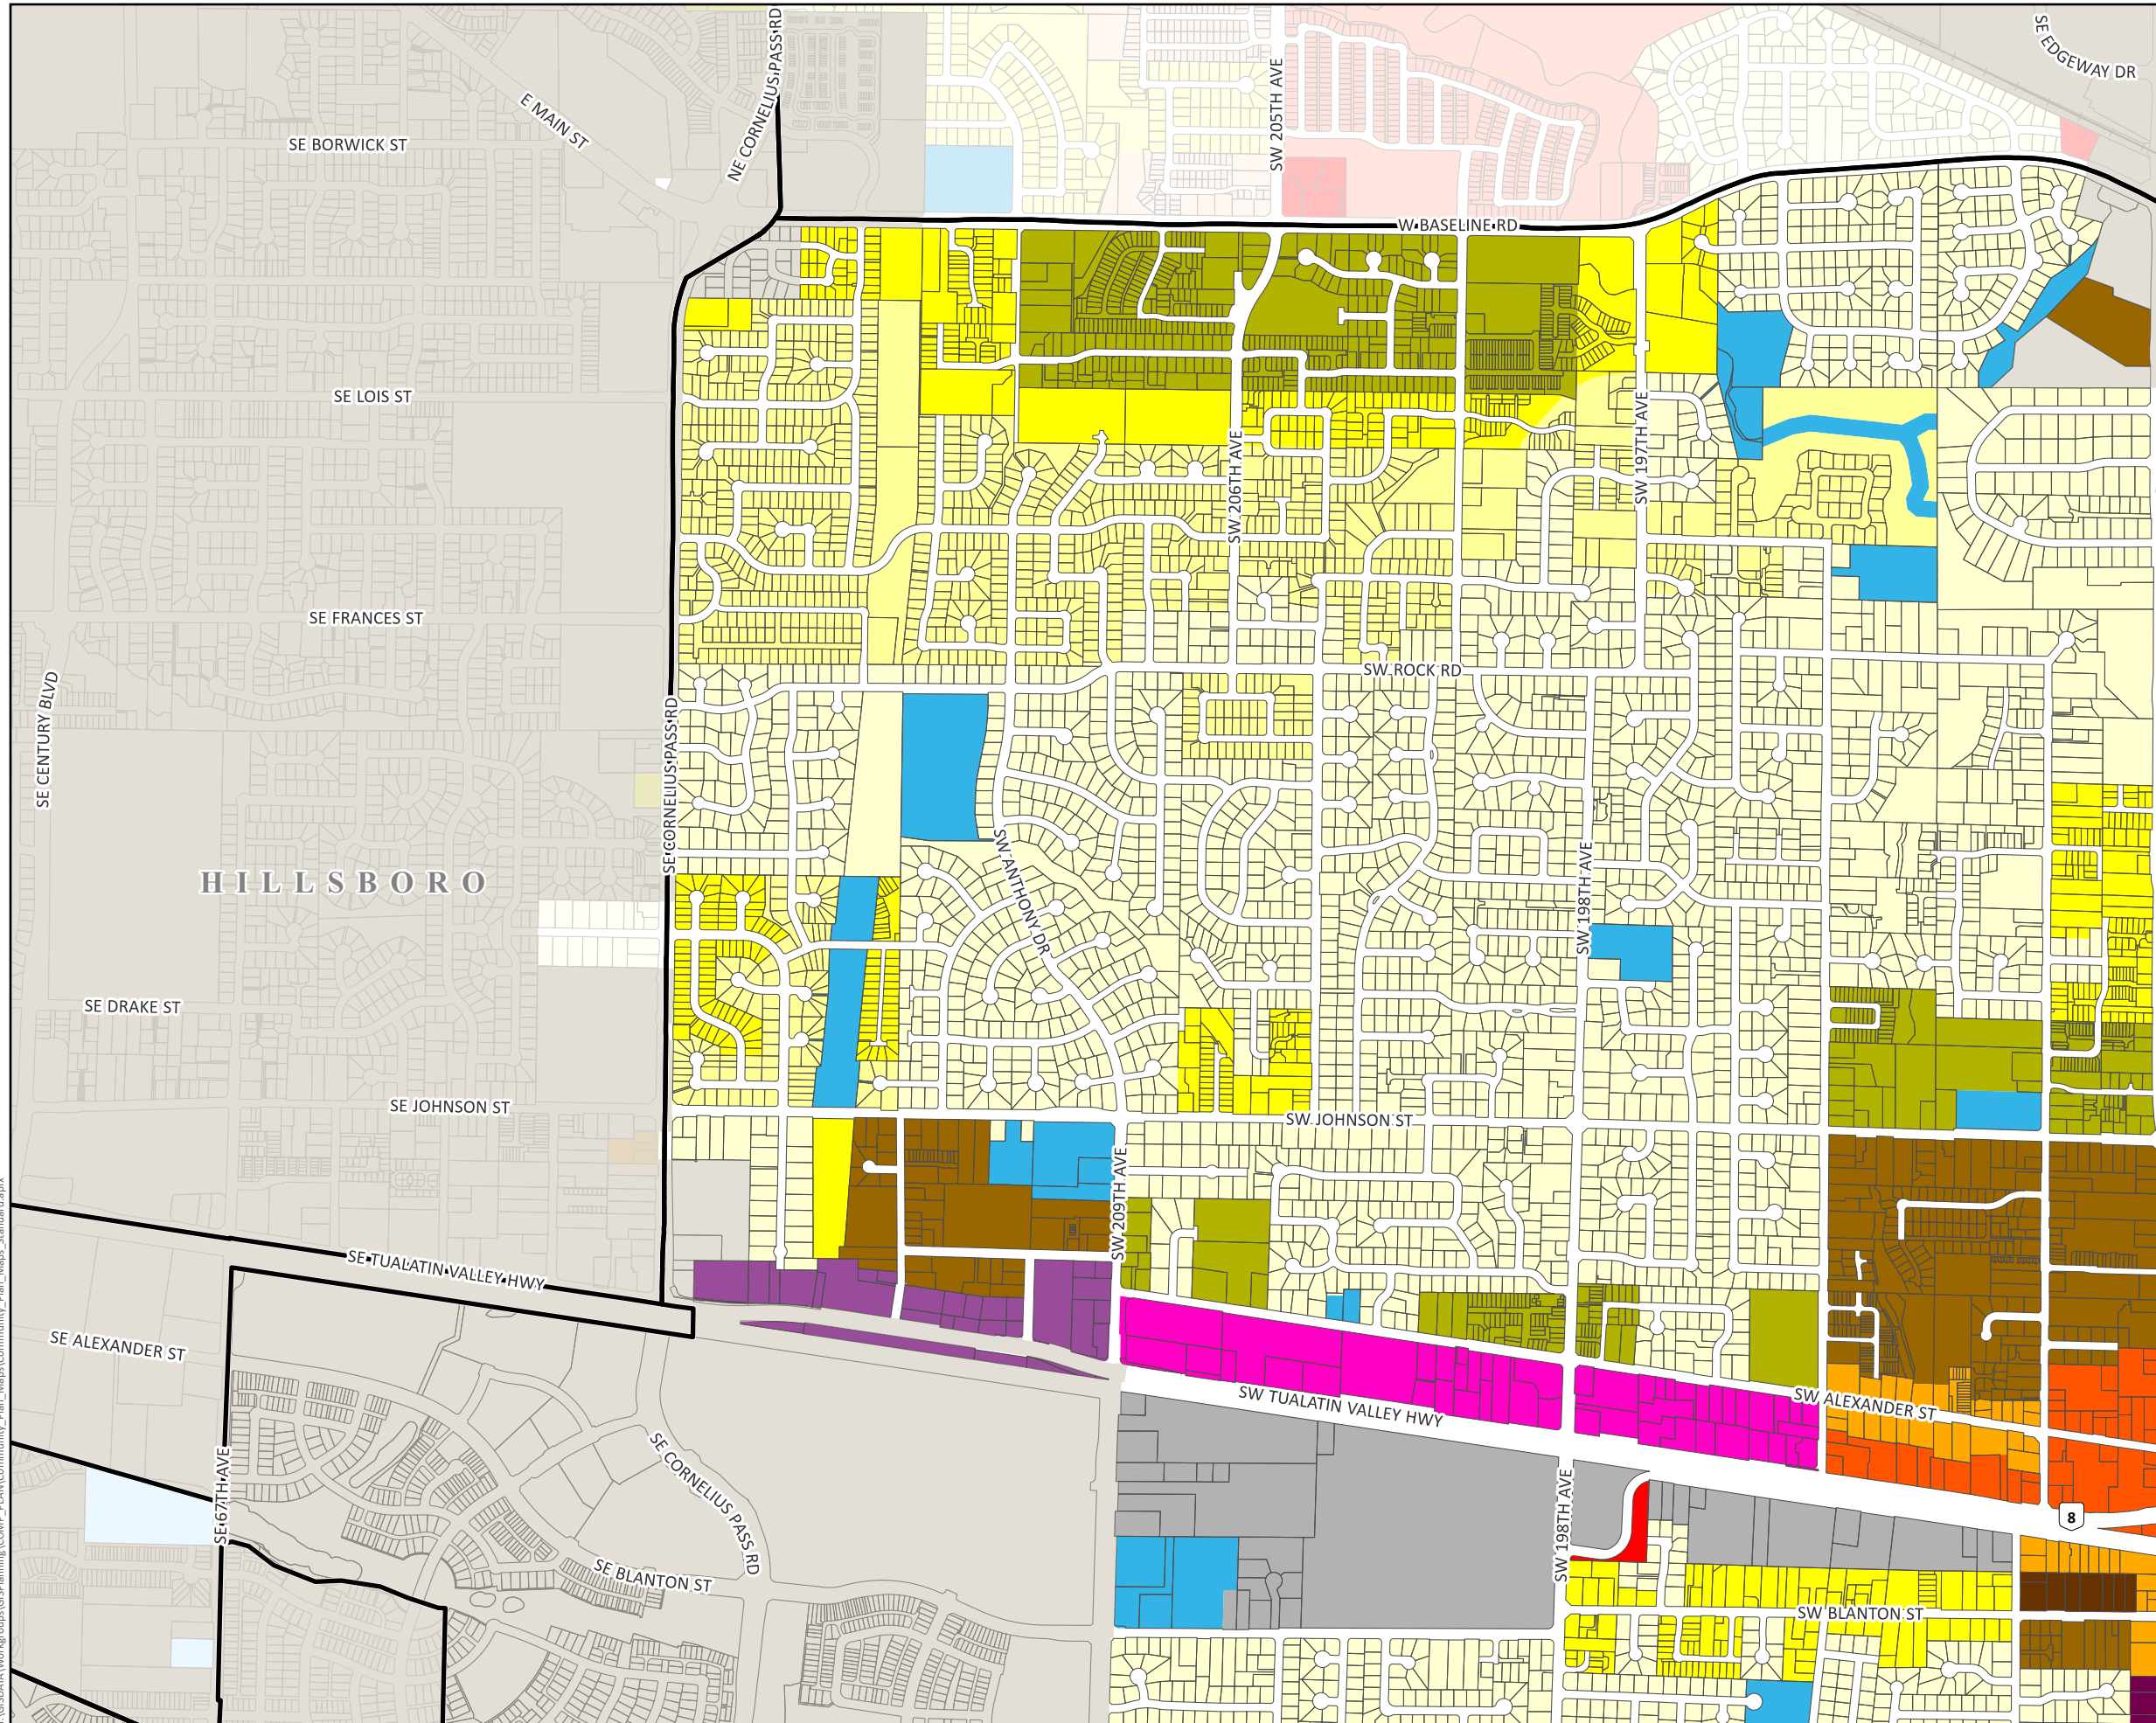 SE EDGEWAY DR
NE CORNELIUS PASS RD
SW 205TH AVE
E MAIN ST
SE BORWICK ST
W BASELINE RD
SE LOIS ST
SW 197TH AVE
SW 206TH AVE
SE FRANCES ST
SW ROCK RD
SE CENTURY BLVD
SE CORNELIUS PASS RD
SW ANTHONY DR
SW 198TH AVE
HILLSBORO
SE DRAKE ST
SE JOHNSON ST
SW JOHNSON ST
SW 209TH AVE
SE TUALATIN VALLEY HWY
SE ALEXANDER ST
SW TUALATIN VALLEY HWY
SW ALEXANDER ST
SE 67TH AVE
SE CORNELIUS PASS RD
SW 198TH AVE
8
SE BLANTON ST
SW BLANTON ST